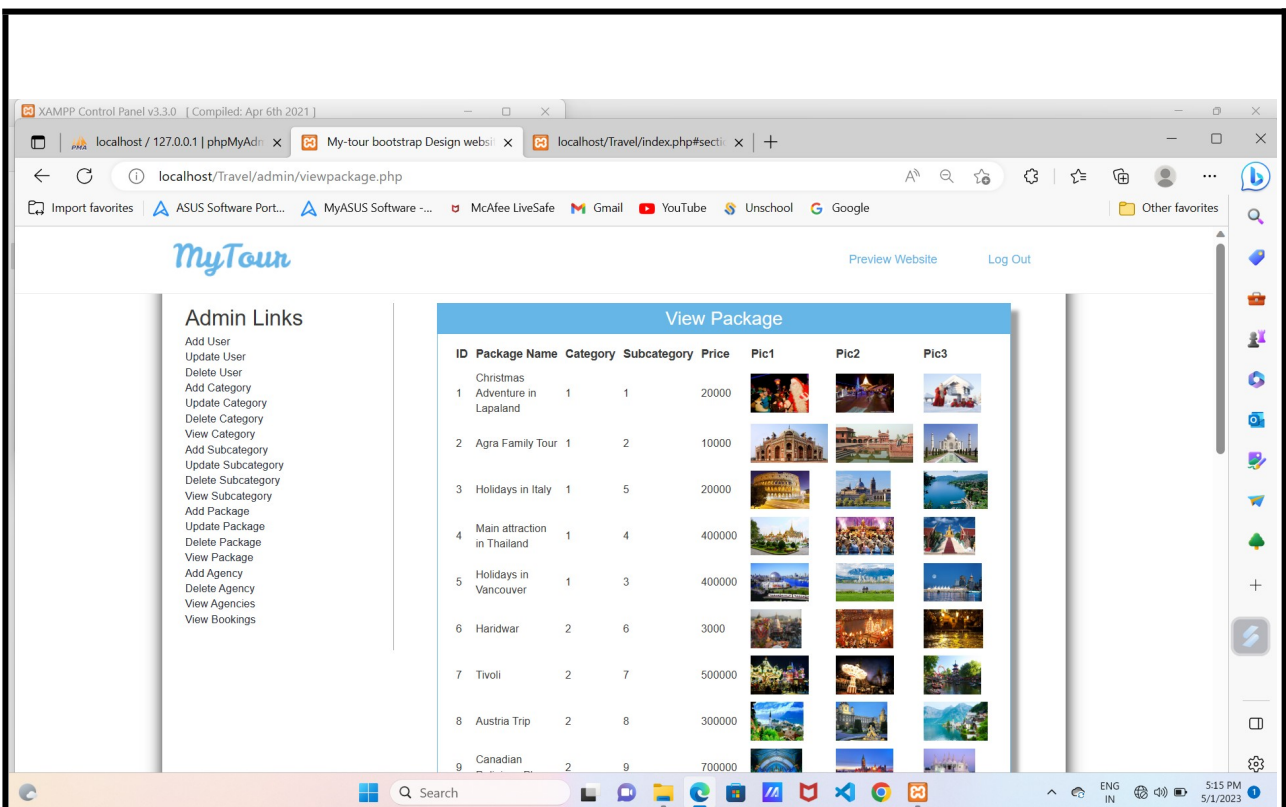 XAMPP Control Panel v3.3.0 [ Compiled: Apr 6th 2021 ]
localhost / 127.0.0.1 | phpMyAdm
My-tour bootstrap Design websit
localhost/Travel/index.php#sectio
localhost/Travel/admin/viewpackage.php
Import favorites
ASUS Software Port...
MyASUS Software -...
McAfee LiveSafe
Gmail
YouTube
Unschool
Google
Other favorites
MyTour
Preview Website
Log Out
Admin Links
Add User
Update User
Delete User
Add Category
Update Category
Delete Category
View Category
Add Subcategory
Update Subcategory
Delete Subcategory
View Subcategory
Add Package
Update Package
Delete Package
View Package
Add Agency
Delete Agency
View Agencies
View Bookings
View Package
ID Package Name Category Subcategory Price Pic1 Pic2 Pic3
1 Christmas Adventure in Lapaland 1 1 20000
2 Agra Family Tour 1 2 10000
3 Holidays in Italy 1 5 20000
4 Main attraction in Thailand 1 4 400000
5 Holidays in Vancouver 1 3 400000
6 Haridwar 2 6 3000
7 Tivoli 2 7 500000
8 Austria Trip 2 8 300000
9 Canadian 2 9 700000
Search
ENG
IN
5:15 PM
5/1/2023
1